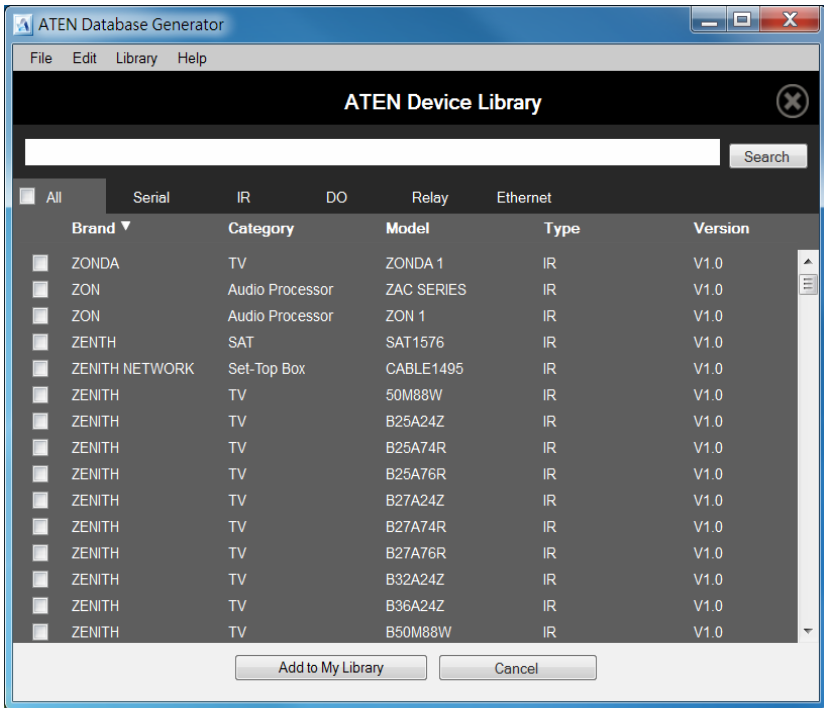 ATEN Database Generator
File Edit Library Help
ATEN Device Library
Search
All Serial IR DO Relay Ethernet
Brand Category Model Type Version
ZONDA TV ZONDA 1 IR V1.0
ZON Audio Processor ZAC SERIES IR V1.0
ZON Audio Processor ZON 1 IR V1.0
ZENTH SAT SAT1576 IR V1.0
ZENITH NETWORK Set-Top Box CABLE1495 IR V1.0
ZENITH TV 50M88W IR V1.0
ZENITH TV B25A24Z IR V1.0
ZENITH TV B25A74R IR V1.0
ZENITH TV B25A76R IR V1.0
ZENITH TV B27A24Z IR V1.0
ZENITH TV B27A74R IR V1.0
ZENITH TV B27A76R IR V1.0
ZENITH TV B32A24Z IR V1.0
ZENITH TV B36A24Z IR V1.0
ZENITH TV B50M88W IR V1.0
Add to My Library Cancel